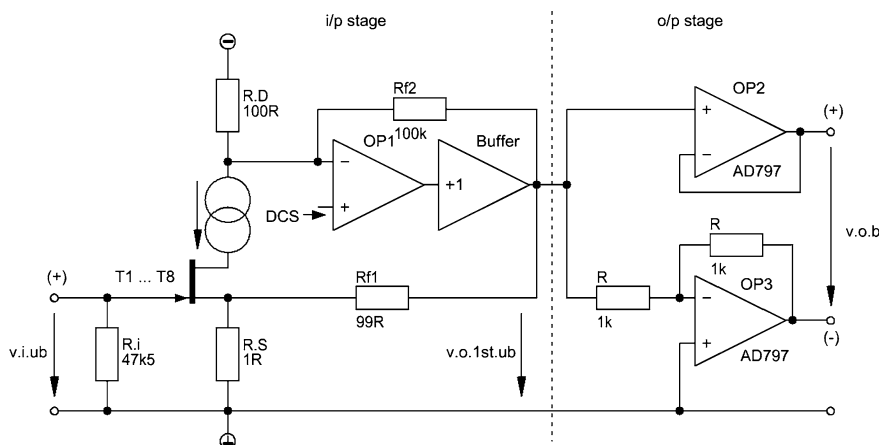 i/p stage
o/p stage
R.D
100R
Rf2
100k
OP1
Buffer
OP2
(+)
−
+
+1
+
−
AD797
DCS
v.o.b
R
1k
(+)
T1 ... T8
Rf1
99R
R
1k
OP3
−
+
AD797
(-)
v.i.ub
R.i
47k5
R.S
1R
v.o.1st.ub